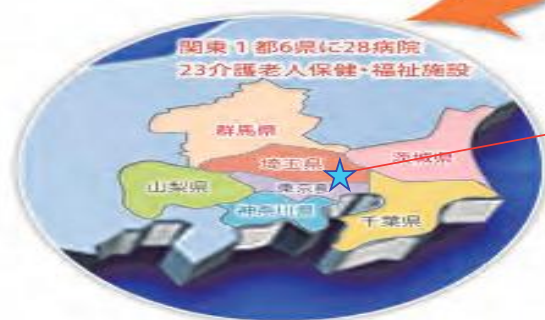 関東1都6県に28病院
23介護老人保健・福祉施設
群馬県
埼玉県
茨城県
山梨県
東京都
神奈川県
千葉県